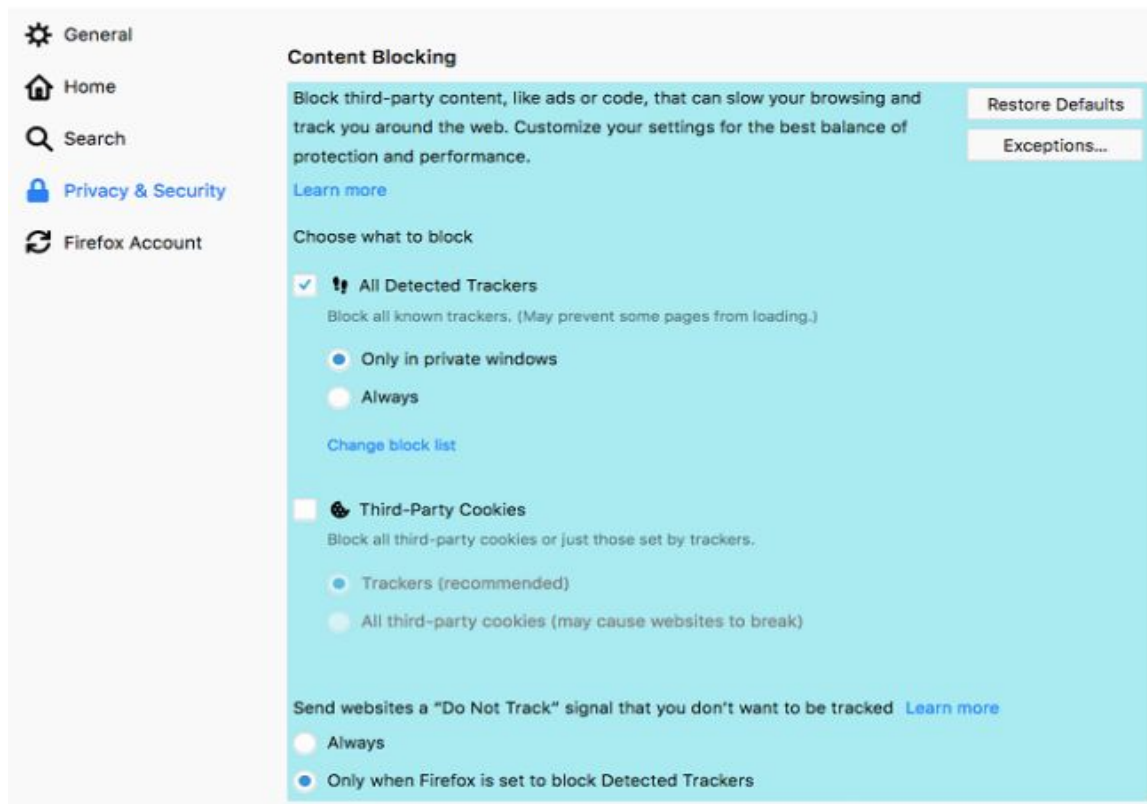 General
Home
Search
Privacy & Security
Firefox Account
Content Blocking
Block third-party content, like ads or code, that can slow your browsing and
track you around the web. Customize your settings for the best balance of
protection and performance.
Learn more
Restore Defaults
Exceptions...
Choose what to block
All Detected Trackers
Block all known trackers. (May prevent some pages from loading.)
Only in private windows
Always
Change block list
Third-Party Cookies
Block all third-party cookies or just those set by trackers.
Trackers (recommended)
All third-party cookies (may cause websites to break)
Send websites a “Do Not Track” signal that you don’t want to be tracked Learn more
Always
Only when Firefox is set to block Detected Trackers